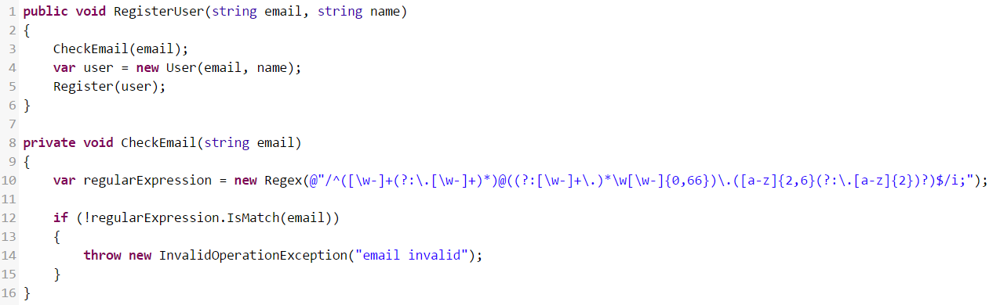 1 public void RegisterUser(string email, string name)
2 {
3     CheckEmail(email);
4     var user = new User(email, name);
5     Register(user);
6 }
7
8 private void CheckEmail(string email)
9 {
10     var regularExpression = new Regex(@"/^([\w-]+(?:\.[\w-]+)*)@((?:[\w-]+\.)*\w[\w-]{0,66})\.([a-z]{2,6}(?:\.[a-z]{2})?)$/i;");
11
12     if (!regularExpression.IsMatch(email))
13     {
14         throw new InvalidOperationException("email invalid");
15     }
16 }